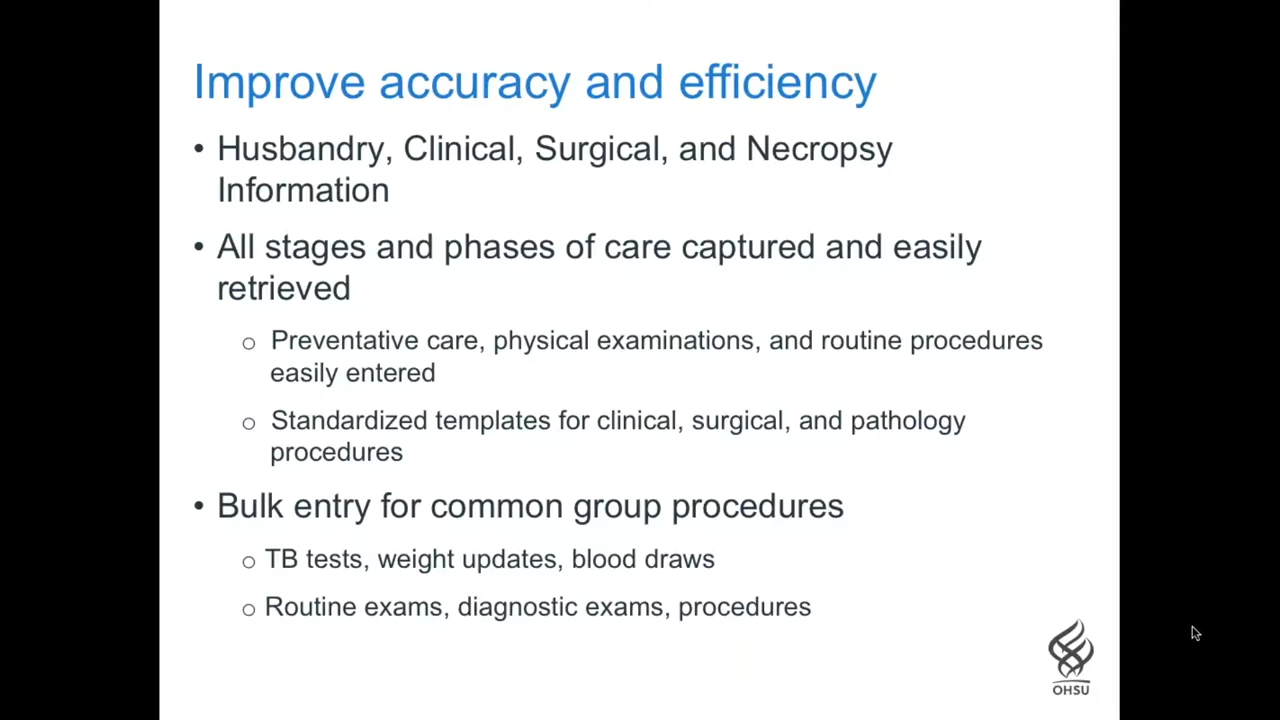 Improve accuracy and efficiency
• Husbandry, Clinical, Surgical, and Necropsy
Information
• All stages and phases of care captured and easily
retrieved
o Preventative care, physical examinations, and routine procedures
easily entered
o Standardized templates for clinical, surgical, and pathology
procedures
• Bulk entry for common group procedures
o TB tests, weight updates, blood draws
o Routine exams, diagnostic exams, procedures
OHSU